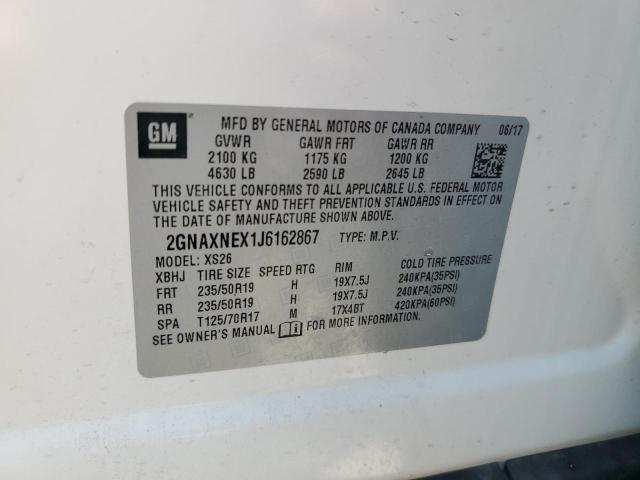 GM
MFD BY GENERAL MOTORS OF CANADA COMPANY 06/17
GVWR GAWR FRT GAWR RR
2100 KG 1175 KG 1200 KG
4630 LB 2590 LB 2645 LB
THIS VEHICLE CONFORMS TO ALL APPLICABLE U.S. FEDERAL MOTOR
VEHICLE SAFETY AND THEFT PREVENTION STANDARDS IN EFFECT ON
THE DATE OF MANUFACTURE SHOWN ABOVE.
2GNAXNEX1J6162867 TYPE: M.P.V.
MODEL: XS26
XBHJ TIRE SIZE SPEED RTG RIM COLD TIRE PRESSURE
FRT 235/50R19 H 19X7.5J 240KPA(35PSI)
RR 235/50R19 H 19X7.5J 240KPA(35PSI)
SPA T125/70R17 M 17X4BT 420KPA(60PSI)
SEE OWNER'S MANUAL FOR MORE INFORMATION.